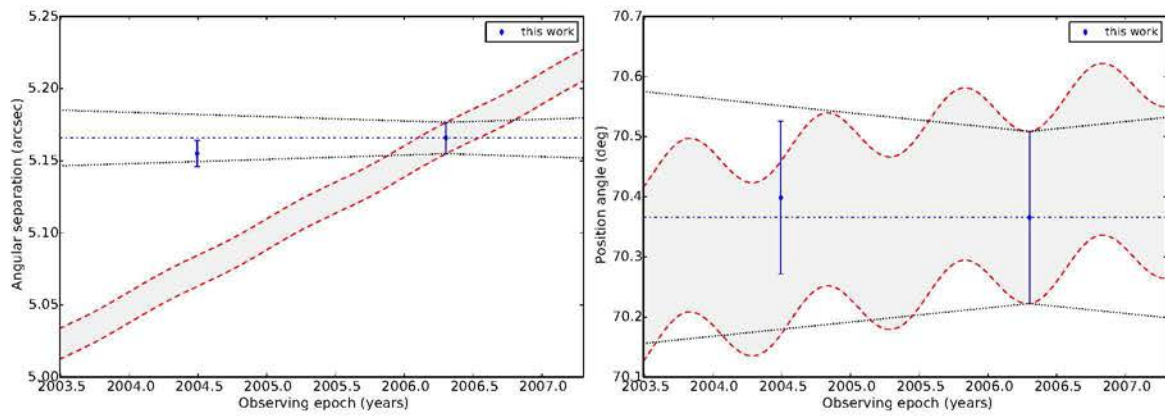 5.25
5.20
5.15
5.10
5.05
5.00
Angular separation (arcsec)
2003.5 2004.0 2004.5 2005.0 2005.5 2006.0 2006.5 2007.0
Observing epoch (years)
this work
70.7
70.6
70.5
70.4
70.3
70.2
70.1
Position angle (deg)
2003.5 2004.0 2004.5 2005.0 2005.5 2006.0 2006.5 2007.0
Observing epoch (years)
this work